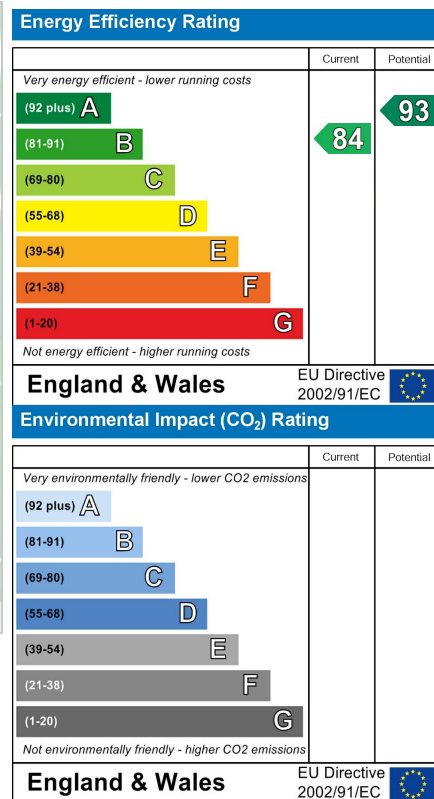 Energy Efficiency Rating
Current Potential
Very energy efficient - lower running costs
(92 plus) A
93
(81-91) B
84
(69-80) C
(55-68) D
(39-54) E
(21-38) F
(1-20) G
Not energy efficient - higher running costs
England & Wales
EU Directive
2002/91/EC
Environmental Impact (CO₂) Rating
Current Potential
Very environmentally friendly - lower CO2 emissions
(92 plus) A
(81-91) B
(69-80) C
(55-68) D
(39-54) E
(21-38) F
(1-20) G
Not environmentally friendly - higher CO2 emissions
England & Wales
EU Directive
2002/91/EC